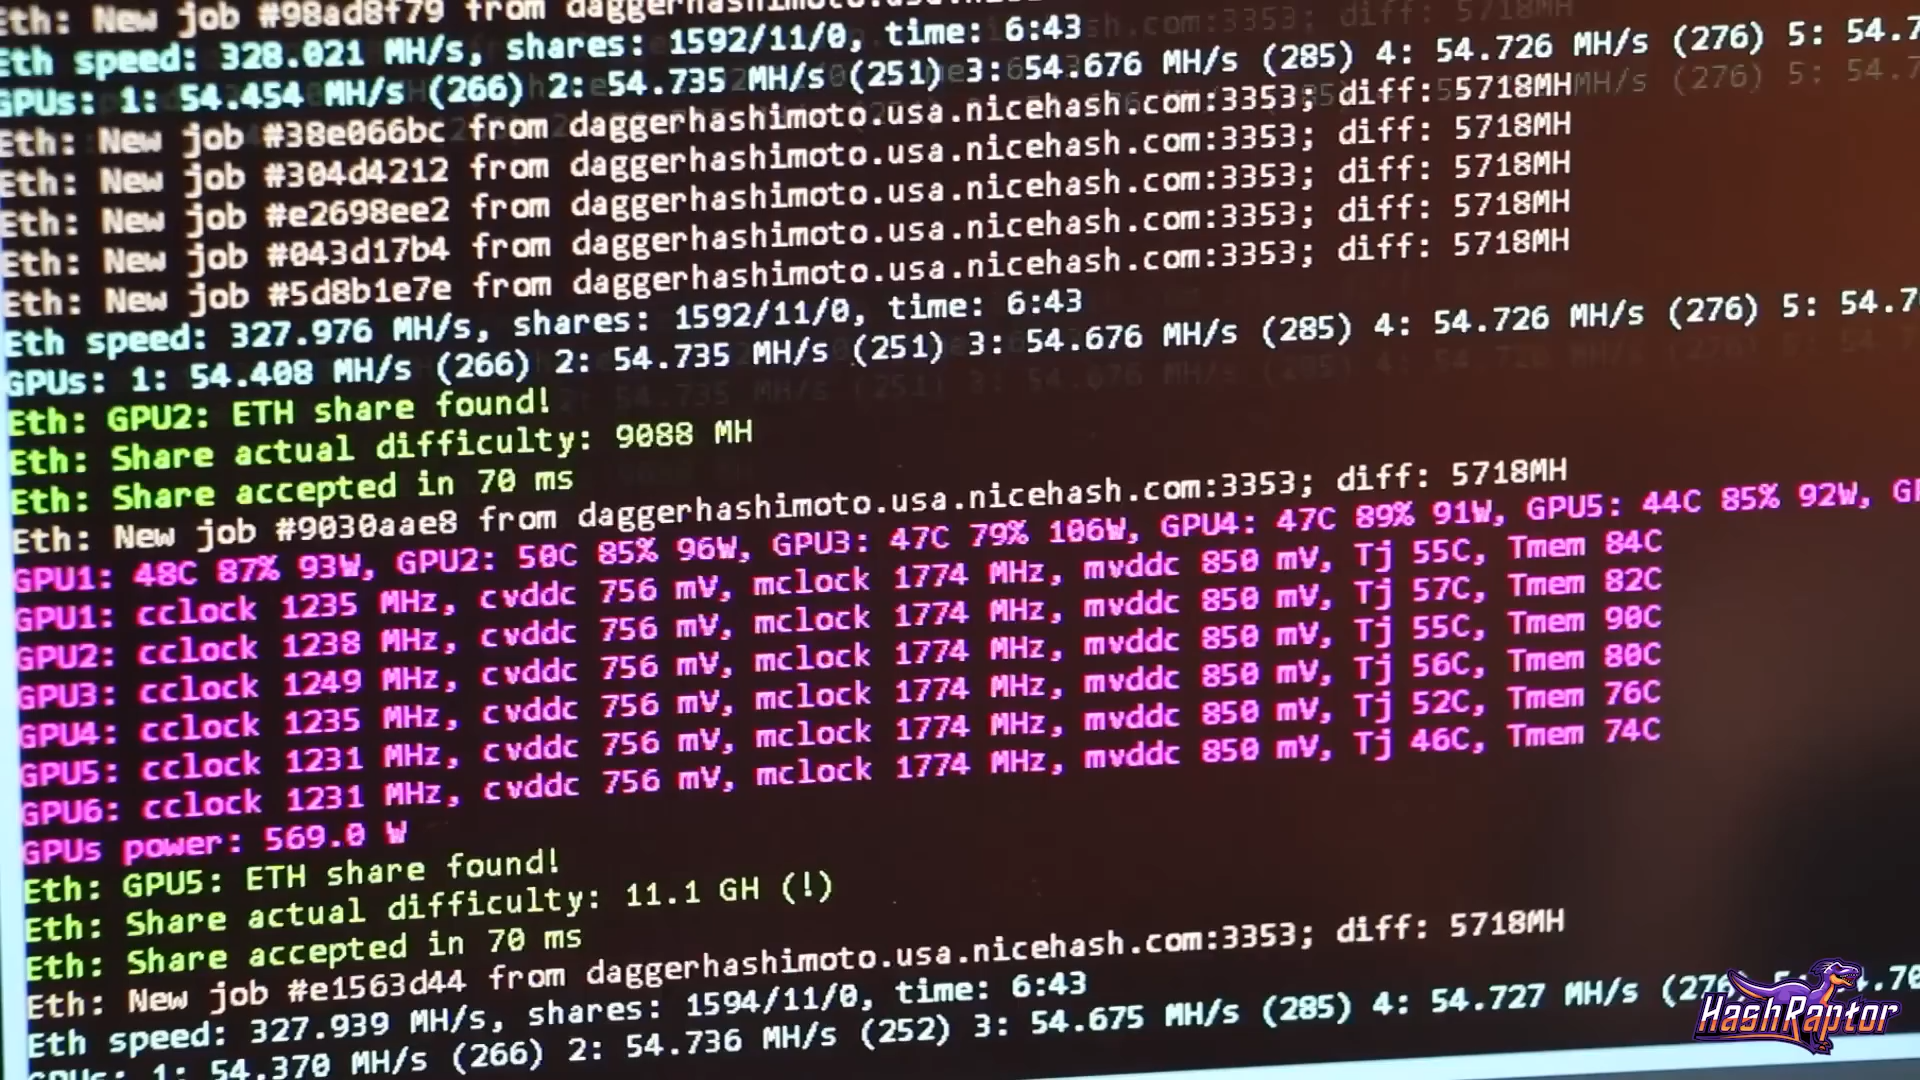 Eth: New job #98ad8f79 from daggerhashimoto.usa.
Eth speed: 328.021 MH/s, shares: 1592/11/0, time: 6:43
GPUs: 1: 54.454 MH/s (266) 2: 54.735 MH/s (251) 3: 54.676 MH/s (285) 4: 54.726 MH/s (276) 5: 54.7
Eth: New job #38e066bc from daggerhashimoto.usa.nicehash.com:3353; diff: 5718MH
Eth: New job #304d4212 from daggerhashimoto.usa.nicehash.com:3353; diff: 5718MH
Eth: New job #e2698ee2 from daggerhashimoto.usa.nicehash.com:3353; diff: 5718MH
Eth: New job #043d17b4 from daggerhashimoto.usa.nicehash.com:3353; diff: 5718MH
Eth: New job #5d8b1e7e from daggerhashimoto.usa.nicehash.com:3353; diff: 5718MH
Eth speed: 327.976 MH/s, shares: 1592/11/0, time: 6:43
GPUs: 1: 54.408 MH/s (266) 2: 54.735 MH/s (251) 3: 54.676 MH/s (285) 4: 54.726 MH/s (276) 5: 54.7
Eth: GPU2: ETH share found!
Eth: Share actual difficulty: 9088 MH
Eth: Share accepted in 70 ms
Eth: New job #9030aae8 from daggerhashimoto.usa.nicehash.com:3353; diff: 5718MH
GPU1: 48C 87% 93W, GPU2: 50C 85% 96W, GPU3: 47C 79% 106W, GPU4: 47C 89% 91W, GPU5: 44C 85% 92W, GP
GPU1: cclock 1235 MHz, cvddc 756 mV, mclock 1774 MHz, mvddc 850 mV, Tj 55C, Tmem 84C
GPU2: cclock 1238 MHz, cvddc 756 mV, mclock 1774 MHz, mvddc 850 mV, Tj 57C, Tmem 82C
GPU3: cclock 1249 MHz, cvddc 756 mV, mclock 1774 MHz, mvddc 850 mV, Tj 55C, Tmem 90C
GPU4: cclock 1235 MHz, cvddc 756 mV, mclock 1774 MHz, mvddc 850 mV, Tj 56C, Tmem 80C
GPU5: cclock 1231 MHz, cvddc 756 mV, mclock 1774 MHz, mvddc 850 mV, Tj 52C, Tmem 76C
GPU6: cclock 1231 MHz, cvddc 756 mV, mclock 1774 MHz, mvddc 850 mV, Tj 46C, Tmem 74C
GPUs power: 569.0 W
Eth: GPU5: ETH share found!
Eth: Share actual difficulty: 11.1 GH (!)
Eth: Share accepted in 70 ms
Eth: New job #e1563d44 from daggerhashimoto.usa.nicehash.com:3353; diff: 5718MH
Eth speed: 327.939 MH/s, shares: 1594/11/0, time: 6:43
GPUs: 1: 54.370 MH/s (266) 2: 54.736 MH/s (252) 3: 54.675 MH/s (285) 4: 54.727 MH/s (276
HashRaptor